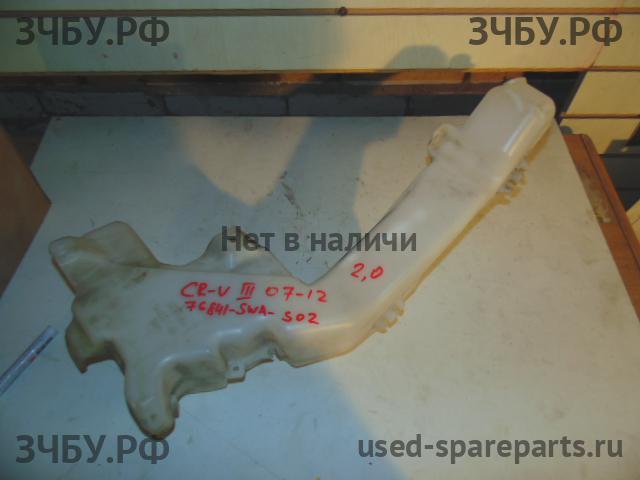 ЗЧБУ.РФ ЗЧБУ.РФ
Нет в наличи
2,0
CR-V III 07-12
76841-SWA-S02
ЗЧБУ.РФ used-spareparts.ru